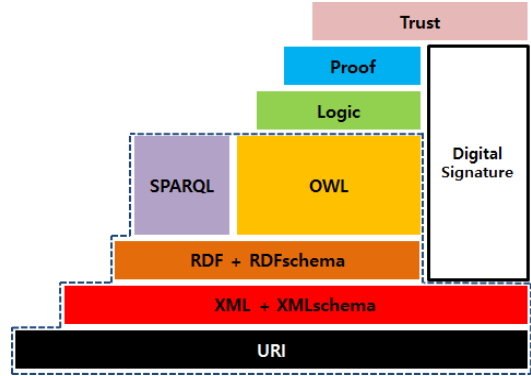 Trust
Proof
Logic
Digital
Signature
SPARQL
OWL
RDF + RDFschema
XML + XMLschema
URI